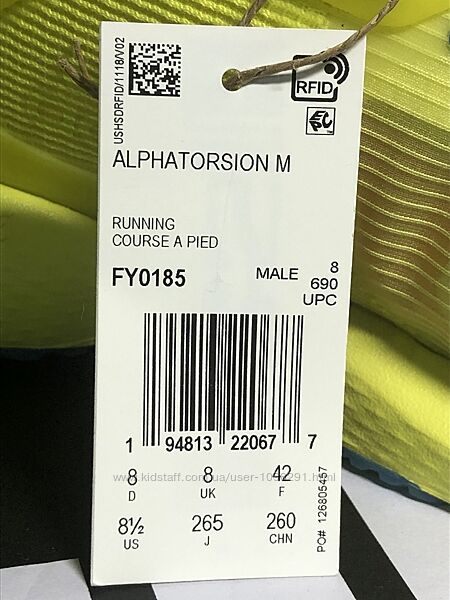 USHSDRFID/1118/V02
RFID
EPC
ALPHATORSION M
RUNNING
COURSE A PIED
FY0185
MALE 8
690
UPC
1 94813 22067 7
8 8 42
D UK F
8½ 265 260
US J CHN
PO# 126805457